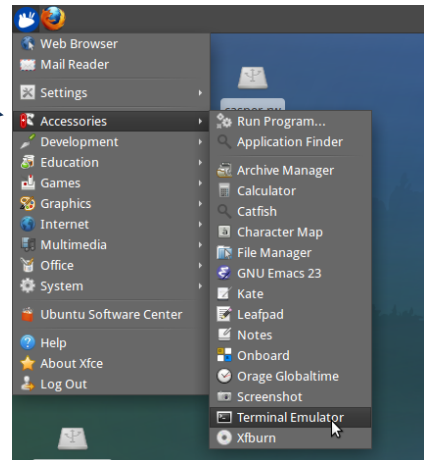 Web Browser
Mail Reader
Settings
Accessories
Development
Education
Games
Graphics
Internet
Multimedia
Office
System
Ubuntu Software Center
Help
About Xfce
Log Out
Run Program...
Application Finder
Archive Manager
Calculator
Catfish
Character Map
File Manager
GNU Emacs 23
Kate
Leafpad
Notes
Onboard
Orage Globaltime
Screenshot
Terminal Emulator
Xfburn